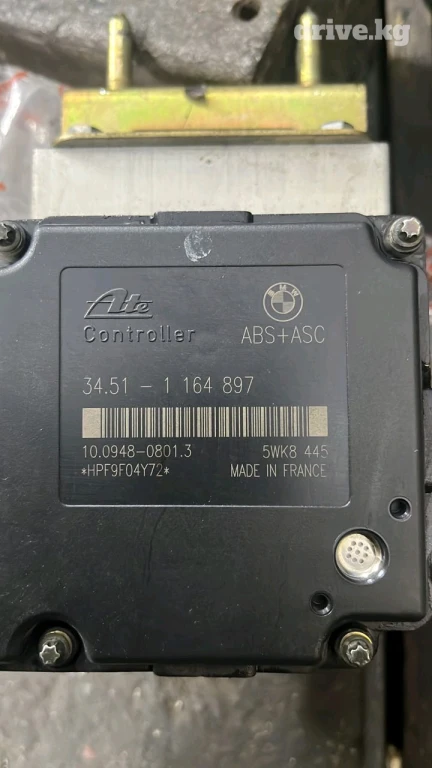 drive.kg
Ate
BMW
Controller ABS+ASC
34.51 - 1 164 897
10.0948-0801.3 5WK8 445
*HPF9F04Y72* MADE IN FRANCE